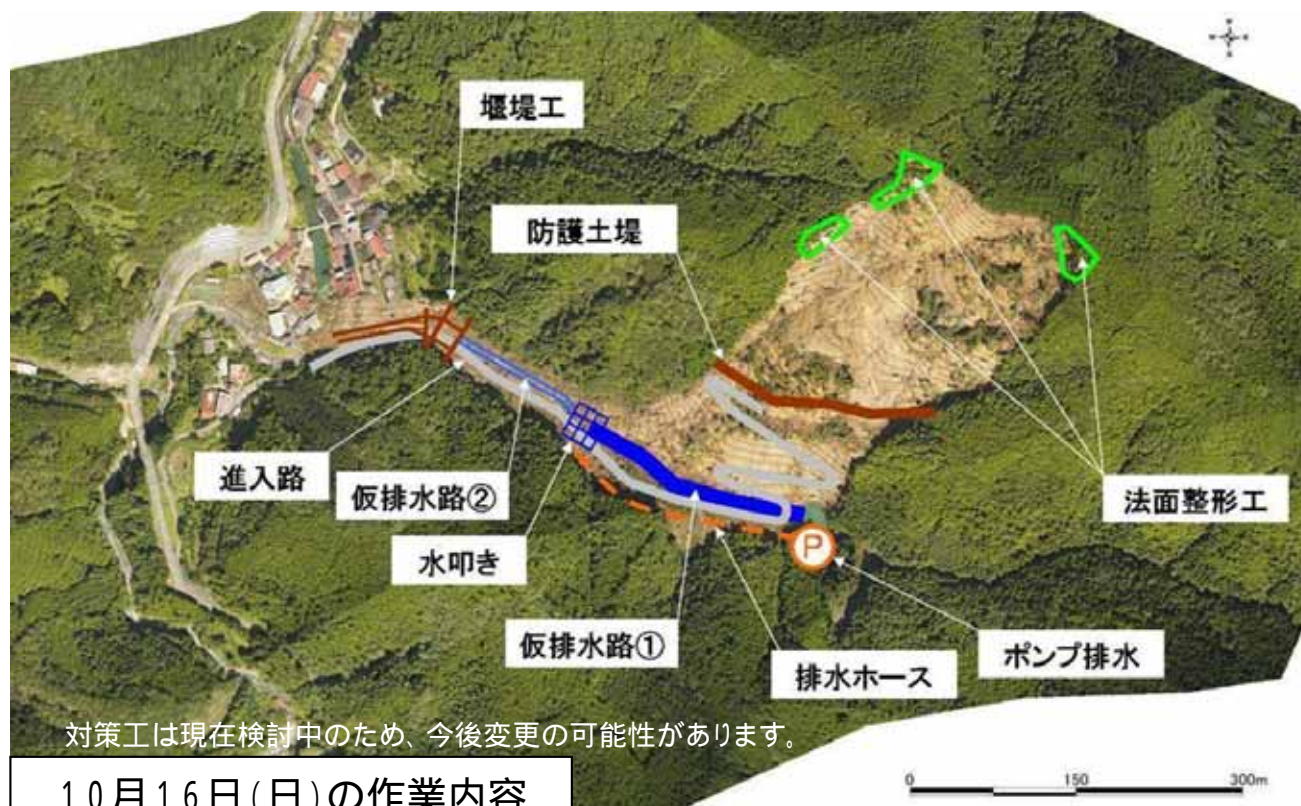 堰堤工
防護土堤
進入路
仮排水路②
水叩き
仮排水路①
排水ホース
P
ポンプ排水
法面整形工
対策工は現在検討中のため、今後変更の可能性があります。
10月16日(日)の作業内容
0 150 300m